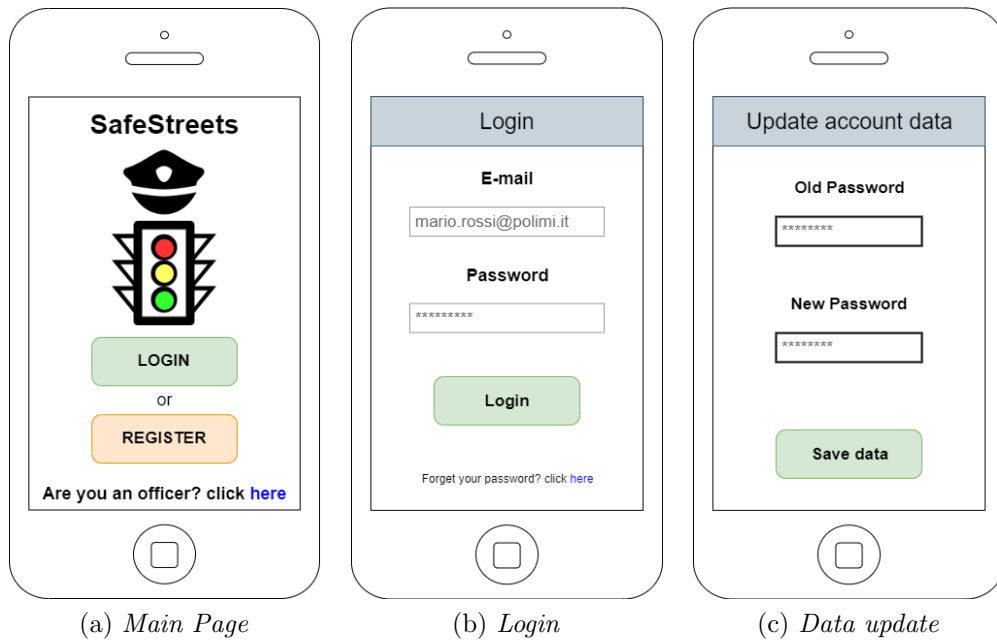 SafeStreets
LOGIN
or
REGISTER
Are you an officer? click here
(a) Main Page
Login
E-mail
mario.rossi@polimi.it
Password
*********
Login
Forget your password? click here
(b) Login
Update account data
Old Password
********
New Password
********
Save data
(c) Data update